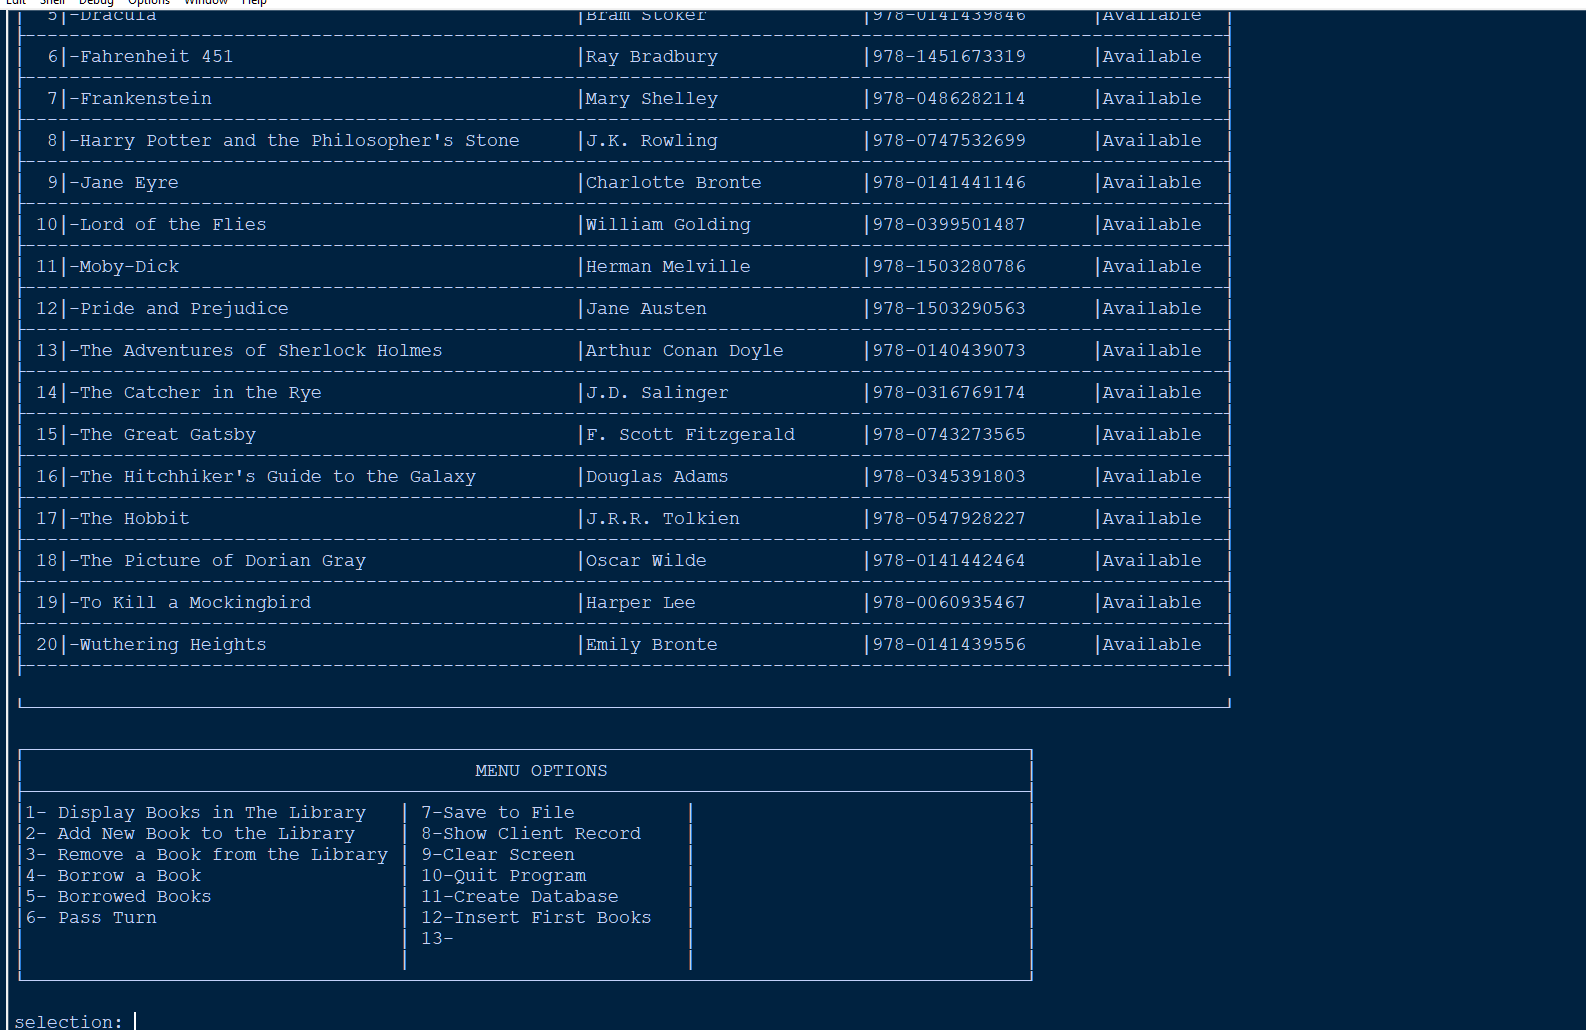 Edit Shell Debug Options Window Help
5|-Dracula |Bram Stoker |978-0141439846 |Available
6|-Fahrenheit 451 |Ray Bradbury |978-1451673319 |Available
7|-Frankenstein |Mary Shelley |978-0486282114 |Available
8|-Harry Potter and the Philosopher's Stone |J.K. Rowling |978-0747532699 |Available
9|-Jane Eyre |Charlotte Bronte |978-0141441146 |Available
10|-Lord of the Flies |William Golding |978-0399501487 |Available
11|-Moby-Dick |Herman Melville |978-1503280786 |Available
12|-Pride and Prejudice |Jane Austen |978-1503290563 |Available
13|-The Adventures of Sherlock Holmes |Arthur Conan Doyle |978-0140439073 |Available
14|-The Catcher in the Rye |J.D. Salinger |978-0316769174 |Available
15|-The Great Gatsby |F. Scott Fitzgerald |978-0743273565 |Available
16|-The Hitchhiker's Guide to the Galaxy |Douglas Adams |978-0345391803 |Available
17|-The Hobbit |J.R.R. Tolkien |978-0547928227 |Available
18|-The Picture of Dorian Gray |Oscar Wilde |978-0141442464 |Available
19|-To Kill a Mockingbird |Harper Lee |978-0060935467 |Available
20|-Wuthering Heights |Emily Bronte |978-0141439556 |Available
MENU OPTIONS
1- Display Books in The Library | 7-Save to File
2- Add New Book to the Library | 8-Show Client Record
3- Remove a Book from the Library | 9-Clear Screen
4- Borrow a Book | 10-Quit Program
5- Borrowed Books | 11-Create Database
6- Pass Turn | 12-Insert First Books
13-
selection: